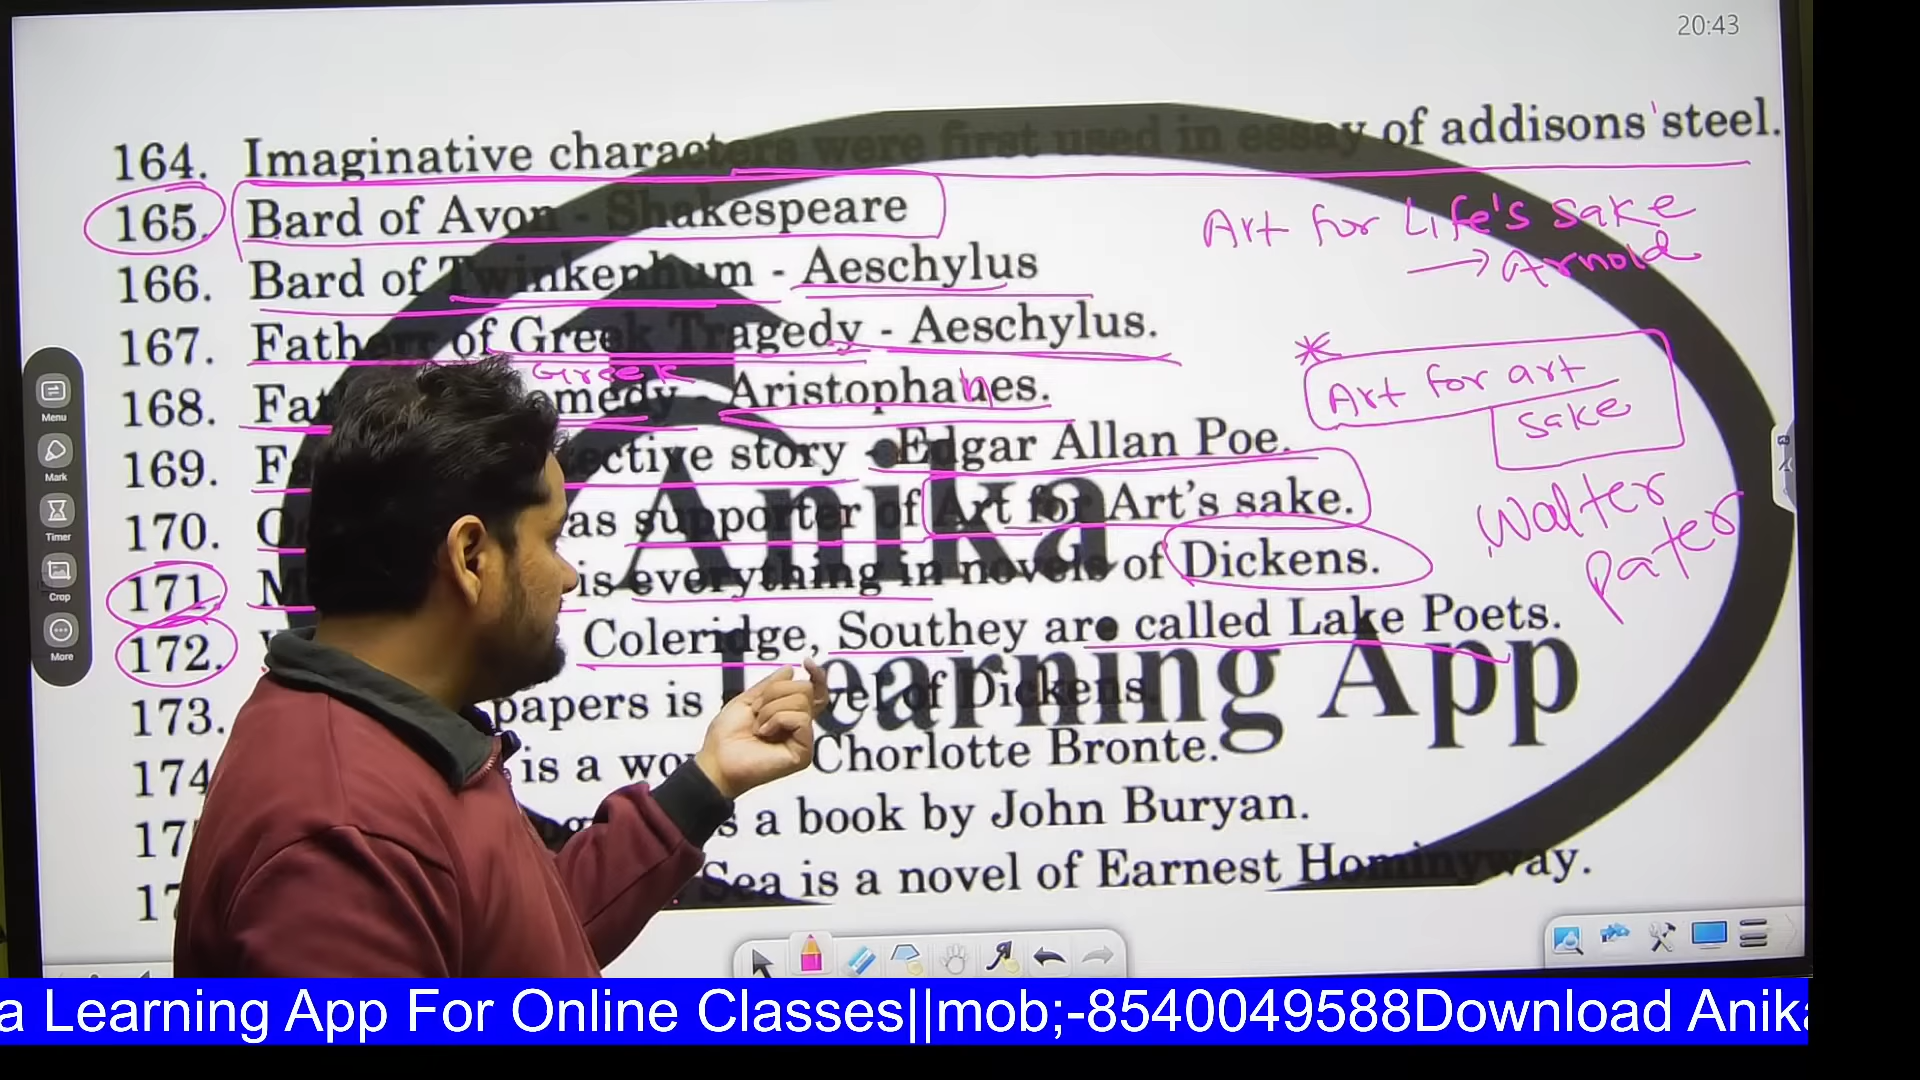 20:43
164. Imaginative characters were first used in essay of addisons'steel.
165. Bard of Avon - Shakespeare
Art for Life's sake
→ Arnold
166. Bard of Twinkenhum - Aeschylus
167. Father of Greek Tragedy - Aeschylus.
Greek
168. Fat omedy - Aristophanes.
Art for art
sake
169. Fa ective story - Edgar Allan Poe.
170. O as supporter of Art for Art's sake.
Walter
Pater
171. M is everything in novels of Dickens.
172. W Coleridge, Southey are called Lake Poets.
173. papers is vel of Dickens.
174 is a wo Chorlotte Bronte.
17 s a book by John Buryan.
17 Sea is a novel of Earnest Hominyway.
Anika
Learning App
Menu
Mark
Timer
Crop
More
a Learning App For Online Classes||mob;-8540049588Download Anika